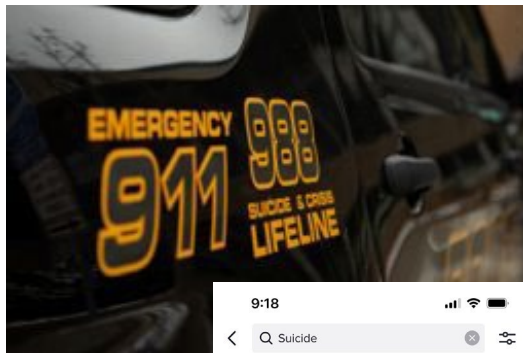 EMERGENCY
911
988
SUICIDE & CRISIS
LIFELINE
9:18
Suicide